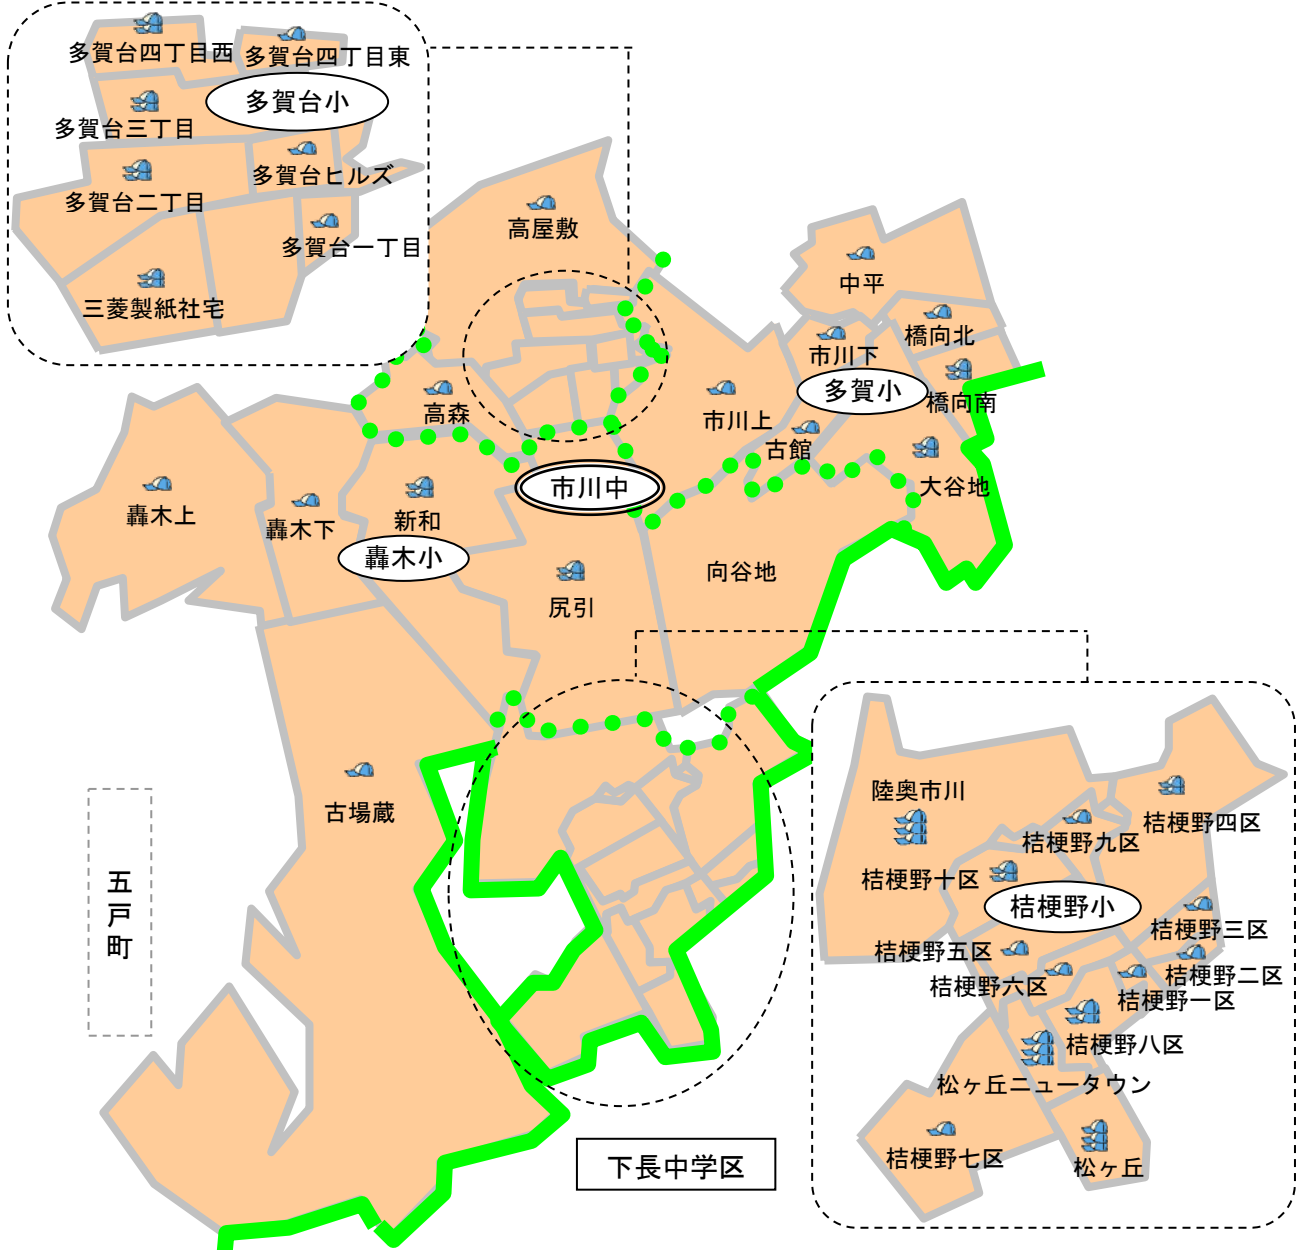 多賀台四丁目西
多賀台四丁目東
多賀台小
多賀台三丁目
多賀台ヒルズ
多賀台二丁目
多賀台一丁目
三菱製紙社宅
高屋敷
中平
橋向北
市川下
多賀小
橋向南
高森
市川上
古館
大谷地
市川中
轟木上
轟木下
新和
轟木小
尻引
向谷地
古場蔵
五戸町
下長中学区
陸奥市川
桔梗野四区
桔梗野九区
桔梗野十区
桔梗野小
桔梗野三区
桔梗野五区
桔梗野二区
桔梗野六区
桔梗野一区
桔梗野八区
松ヶ丘ニュータウン
桔梗野七区
松ヶ丘